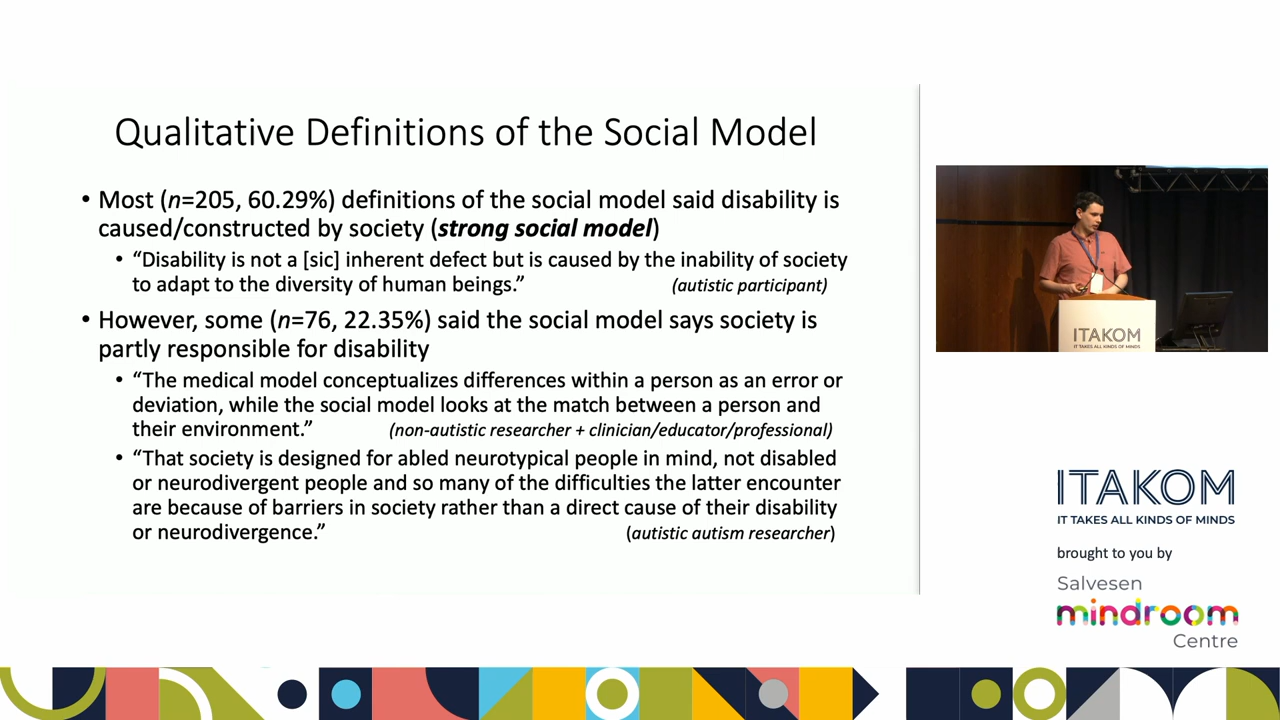 Qualitative Definitions of the Social Model
• Most (n=205, 60.29%) definitions of the social model said disability is
caused/constructed by society (strong social model)
• “Disability is not a [sic] inherent defect but is caused by the inability of society
to adapt to the diversity of human beings.” (autistic participant)
• However, some (n=76, 22.35%) said the social model says society is
partly responsible for disability
• “The medical model conceptualizes differences within a person as an error or
deviation, while the social model looks at the match between a person and
their environment.” (non-autistic researcher + clinician/educator/professional)
• “That society is designed for abled neurotypical people in mind, not disabled
or neurodivergent people and so many of the difficulties the latter encounter
are because of barriers in society rather than a direct cause of their disability
or neurodivergence.” (autistic autism researcher)
ITAKOM
IT TAKES ALL KINDS OF MINDS
ITAKOM
IT TAKES ALL KINDS OF MINDS
brought to you by
Salvesen
mindroom
Centre